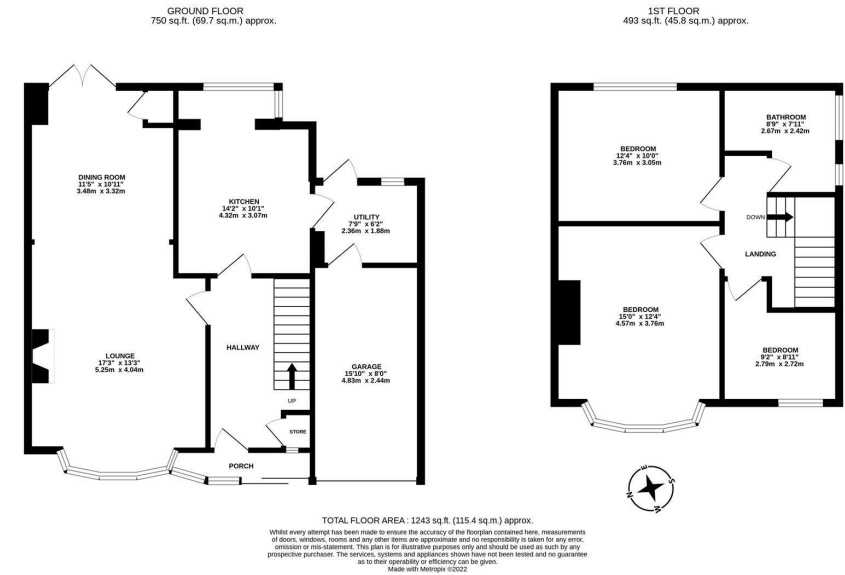 GROUND FLOOR
750 sq.ft. (69.7 sq.m.) approx.
1ST FLOOR
493 sq.ft. (45.8 sq.m.) approx.
DINING ROOM
11'5" x 10'11"
3.48m x 3.32m
KITCHEN
14'2" x 10'1"
4.32m x 3.07m
UTILITY
7'9" x 6'2"
2.36m x 1.88m
LOUNGE
17'3" x 13'3"
5.25m x 4.04m
HALLWAY
UP
STORE
PORCH
GARAGE
15'10" x 8'0"
4.83m x 2.44m
BEDROOM
12'4" x 10'0"
3.76m x 3.05m
BATHROOM
8'9" x 7'11"
2.67m x 2.42m
DOWN
LANDING
BEDROOM
15'0" x 12'4"
4.57m x 3.76m
BEDROOM
9'2" x 8'11"
2.79m x 2.72m
E
S
N
W
TOTAL FLOOR AREA : 1243 sq.ft. (115.4 sq.m.) approx.
Whilst every attempt has been made to ensure the accuracy of the floorplan contained here, measurements
of doors, windows, rooms and any other items are approximate and no responsibility is taken for any error,
omission or mis-statement. This plan is for illustrative purposes only and should be used as such by any
prospective purchaser. The services, systems and appliances shown have not been tested and no guarantee
as to their operability or efficiency can be given.
Made with Metropix ©2022